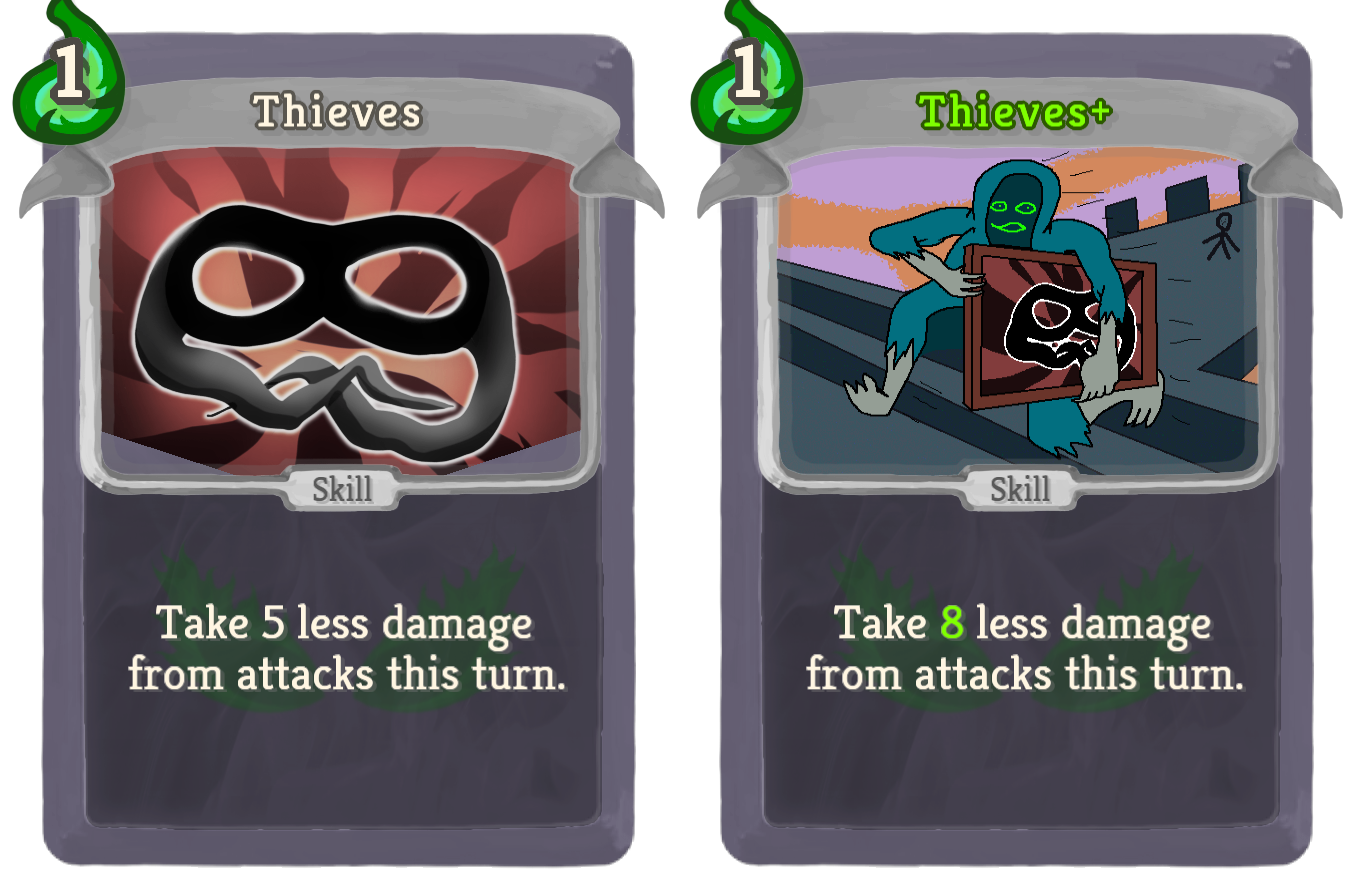 1
Thieves
Skill
Take 5 less damage
from attacks this turn.
1
Thieves+
Skill
Take 8 less damage
from attacks this turn.